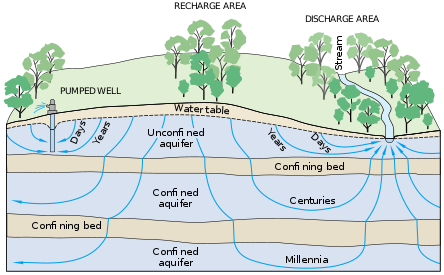 RECHARGE AREA
DISCHARGE AREA
Stream
PUMPED WELL
Water table
Days
Years
Unconfined
aquifer
Years
Days
Confining bed
Confined
aquifer
Centuries
Confining bed
Confined
aquifer
Millennia